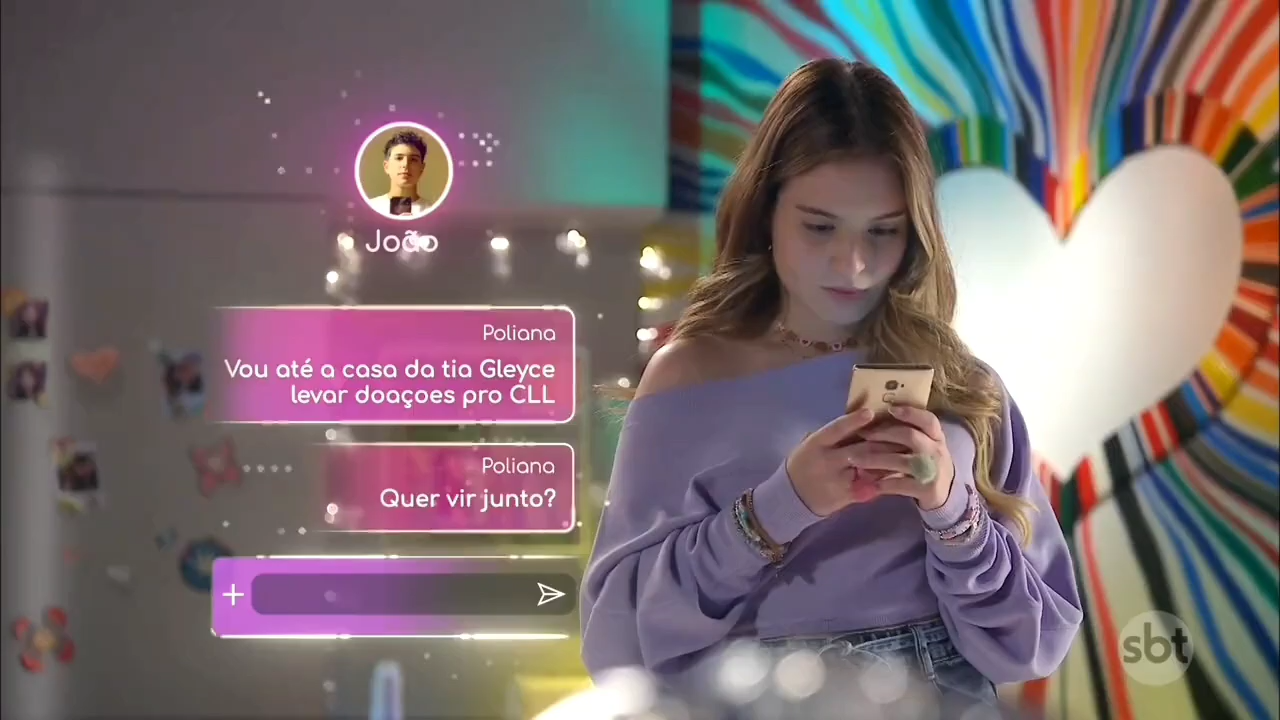 João
Poliana
Vou até a casa da tia Gleyce
levar doaçoes pro CLL
Poliana
Quer vir junto?
sbt